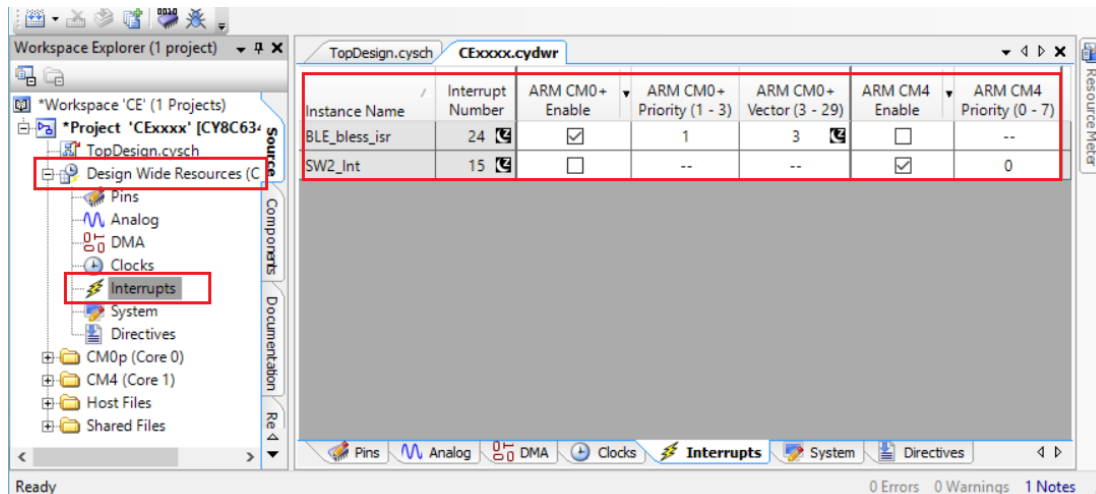 Workspace Explorer (1 project)
*Workspace 'CE' (1 Projects)
*Project 'CExxxx' [CY8C634
TopDesign.cysch
Design Wide Resources (C
Pins
Analog
DMA
Clocks
Interrupts
System
Directives
CM0p (Core 0)
CM4 (Core 1)
Host Files
Shared Files
Source
Components
Documentation
Re
TopDesign.cysch CExxxx.cydwr
Instance Name Interrupt Number ARM CM0+ Enable ARM CM0+ Priority (1 - 3) ARM CM0+ Vector (3 - 29) ARM CM4 Enable ARM CM4 Priority (0 - 7)
BLE_bless_isr 24 1 3 --
SW2_Int 15 -- -- 0
Pins Analog DMA Clocks Interrupts System Directives
Resource Meter
Ready 0 Errors 0 Warnings 1 Notes